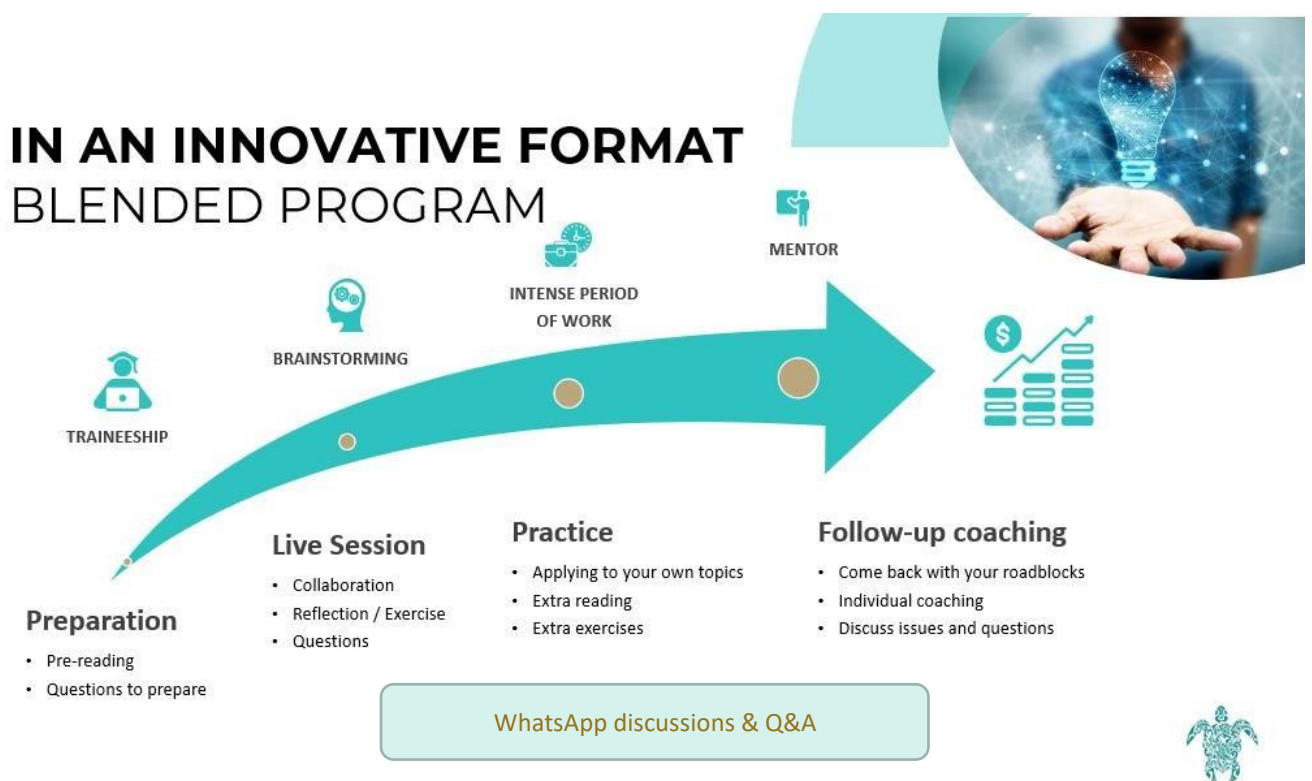 IN AN INNOVATIVE FORMAT
BLENDED PROGRAM
TRAINEESHIP
BRAINSTORMING
INTENSE PERIOD
OF WORK
MENTOR
$
Preparation
• Pre-reading
• Questions to prepare
Live Session
• Collaboration
• Reflection / Exercise
• Questions
Practice
• Applying to your own topics
• Extra reading
• Extra exercises
Follow-up coaching
• Come back with your roadblocks
• Individual coaching
• Discuss issues and questions
WhatsApp discussions & Q&A